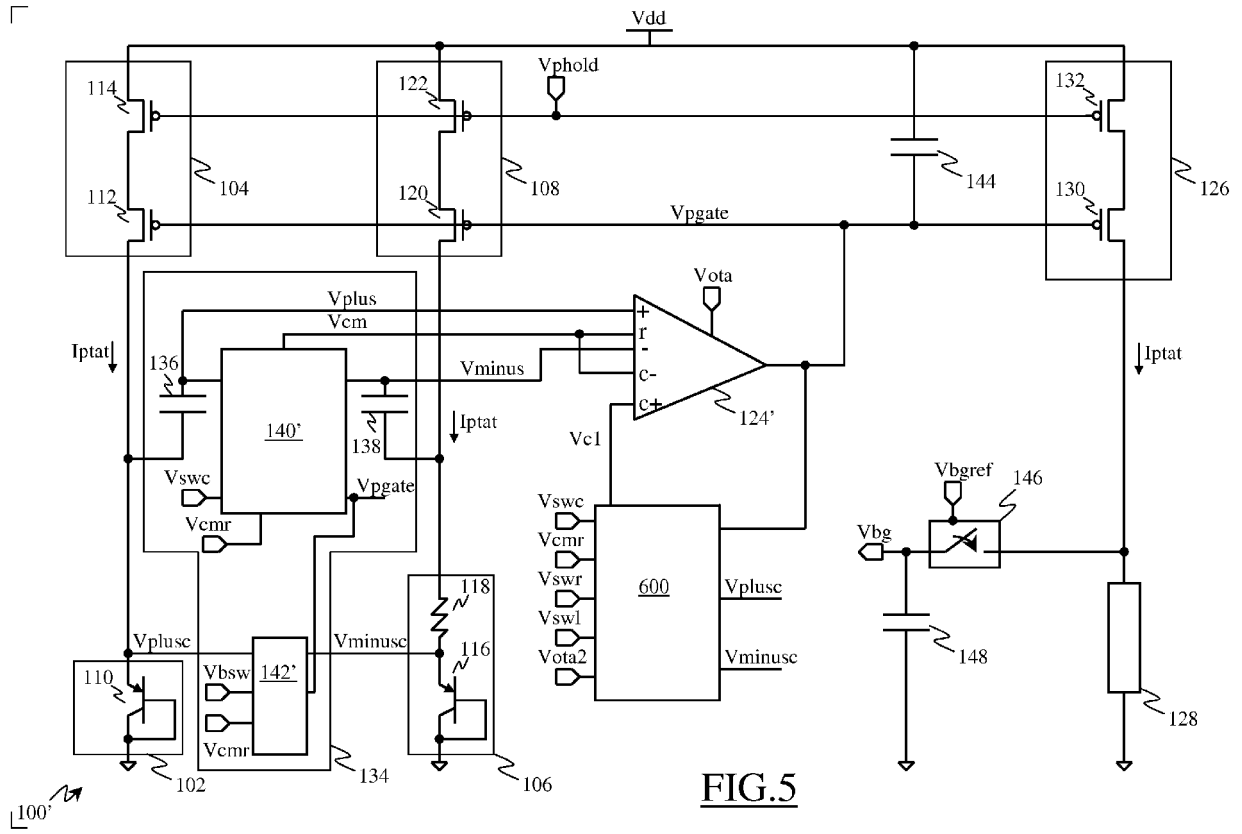 Vdd
114
122
Vphold
132
104
108
144
126
112
120
Vpgate
130
Vota
Vplus
Vcm
+
r
-
c-
c+
Iptat
136
Vminus
Iptat
138
Iptat
124'
140'
Vc1
Vswc
Vpgate
Vcmr
Vswc
Vcmr
Vswr
Vsw1
Vota2
600
Vplusc
Vminusc
Vbgref
146
Vbg
148
128
118
Vplusc
Vminusc
116
110
Vbsw
142'
Vcmr
102
134
106
FIG.5
100'